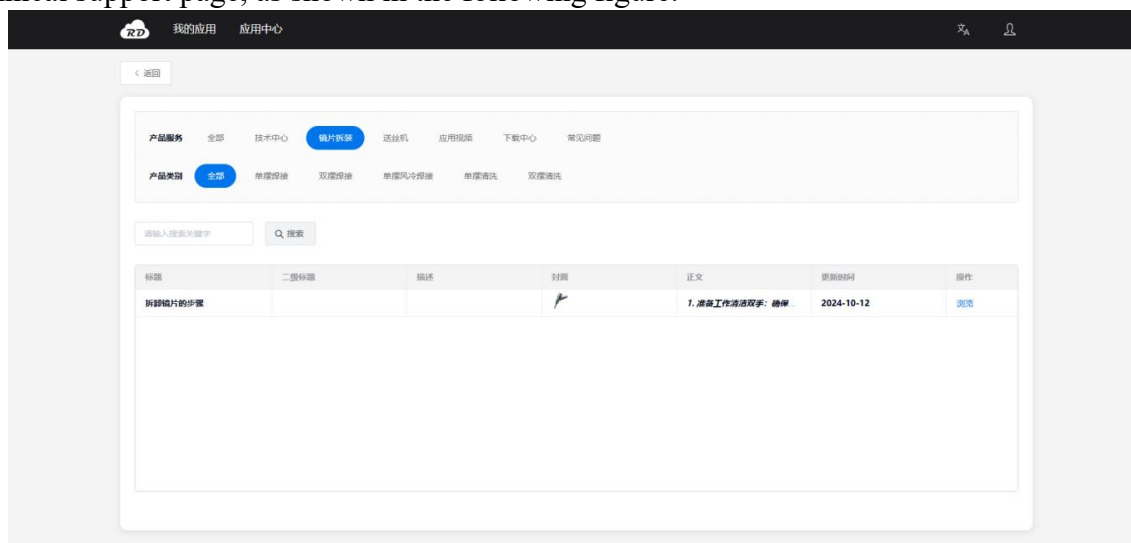 nical support page, as shown in the following figure.
RD 我的应用 应用中心 文A
< 返回
产品服务 全部 技术中心 镜片拆装 送丝机 应用视频 下载中心 常见问题
产品类别 全部 单摆焊接 双摆焊接 单摆风冷焊接 单摆清洗 双摆清洗
请输入搜索关键字 搜索
标题 二级标题 描述 封面 正文 更新时间 操作
拆卸镜片的步骤 1. 准备工作清洁双手：确保... 2024-10-12 浏览